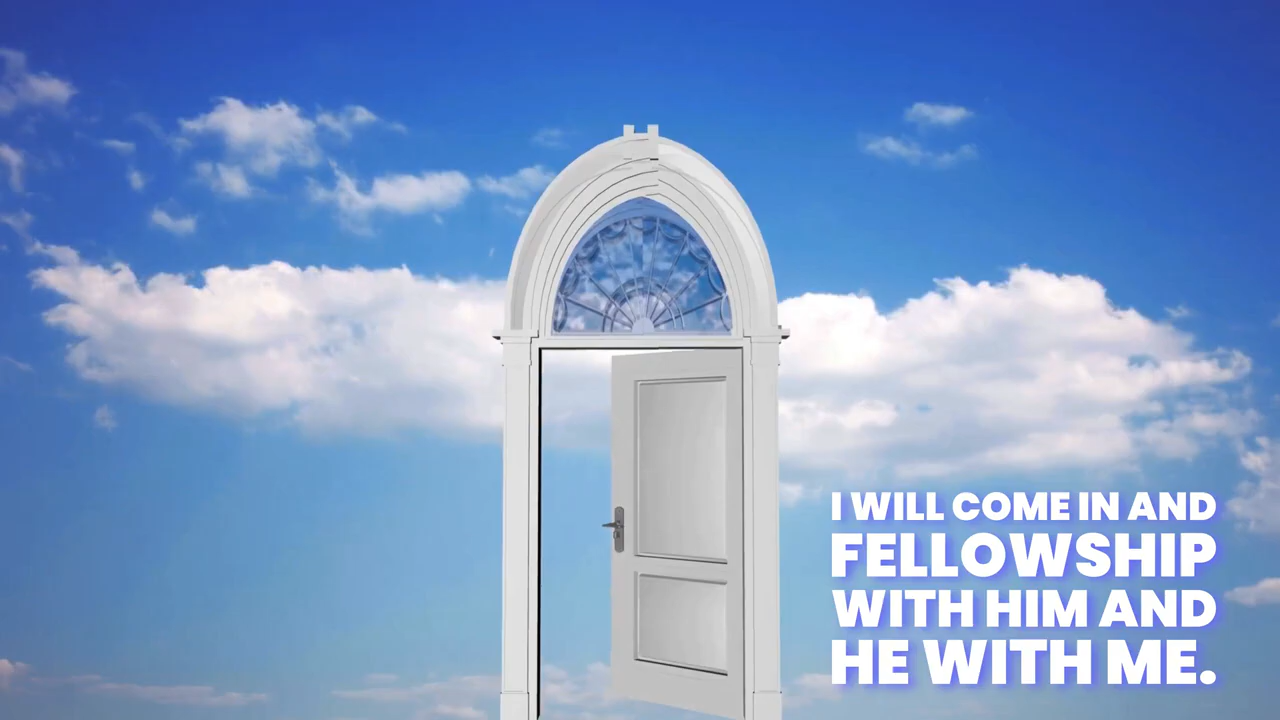 I WILL COME IN AND
FELLOWSHIP
WITH HIM AND
HE WITH ME.